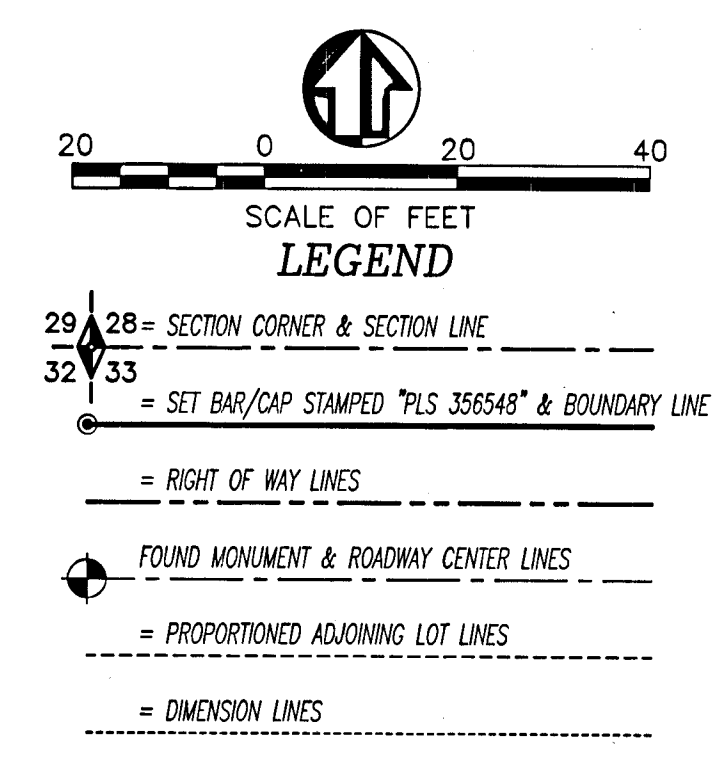 20 0 20 40
SCALE OF FEET
LEGEND
29 28 = SECTION CORNER & SECTION LINE
32 33
= SET BAR/CAP STAMPED "PLS 356548" & BOUNDARY LINE
= RIGHT OF WAY LINES
FOUND MONUMENT & ROADWAY CENTER LINES
= PROPORTIONED ADJOINING LOT LINES
= DIMENSION LINES